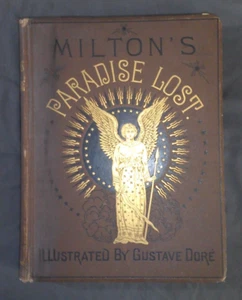 MILTON'S
PARADISE LOST.
ILLUSTRATED BY GUSTAVE DORÉ